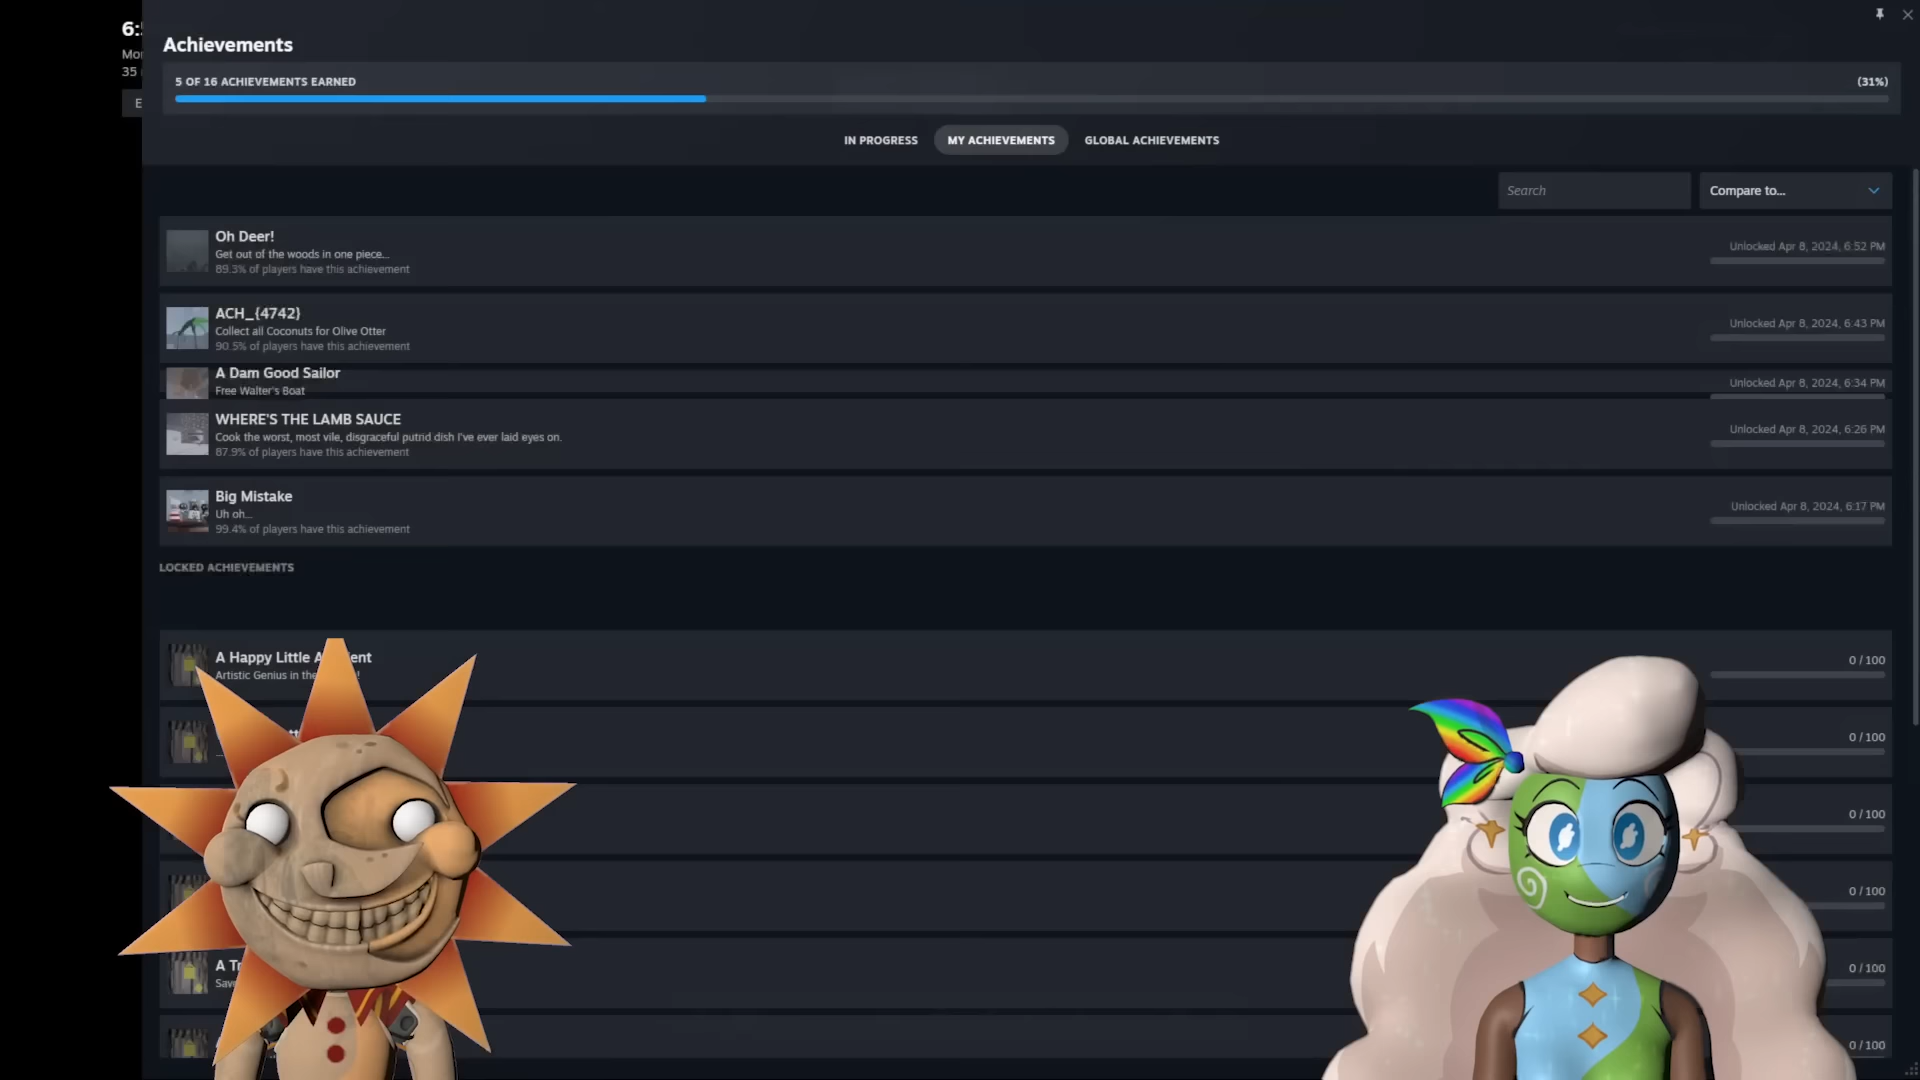 6:
Mon
35
E
Achievements
5 OF 16 ACHIEVEMENTS EARNED
(31%)
IN PROGRESS
MY ACHIEVEMENTS
GLOBAL ACHIEVEMENTS
Search
Compare to...
Oh Deer!
Get out of the woods in one piece...
89.3% of players have this achievement
Unlocked Apr 8, 2024, 6:52 PM
ACH_{4742}
Collect all Coconuts for Olive Otter
90.5% of players have this achievement
Unlocked Apr 8, 2024, 6:43 PM
A Dam Good Sailor
Free Walter's Boat
Unlocked Apr 8, 2024, 6:34 PM
WHERE'S THE LAMB SAUCE
Cook the worst, most vile, disgraceful putrid dish I've ever laid eyes on.
87.9% of players have this achievement
Unlocked Apr 8, 2024, 6:26 PM
Big Mistake
Uh oh...
99.4% of players have this achievement
Unlocked Apr 8, 2024, 6:17 PM
LOCKED ACHIEVEMENTS
A Happy Little A ent
Artistic Genius in the !
0 / 100
0 / 100
0 / 100
0 / 100
A Tr
Save
0 / 100
0 / 100